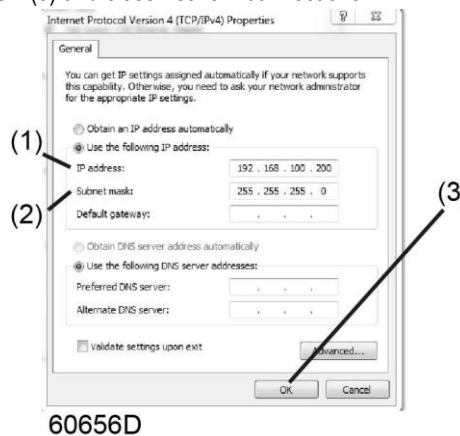 Internet Protocol Version 4 (TCP/IPv4) Properties
General
You can get IP settings assigned automatically if your network supports
this capability. Otherwise, you need to ask your network administrator
for the appropriate IP settings.
Obtain an IP address automatically
Use the following IP address:
(1)
IP address:
192 . 168 . 100 . 200
(2)
Subnet mask:
255 . 255 . 255 . 0
(3
Default gateway:
. . .
Obtain DNS server address automatically
Use the following DNS server addresses:
Preferred DNS server:
. . .
Alternate DNS server:
. . .
Validate settings upon exit
Advanced...
OK
Cancel
60656D